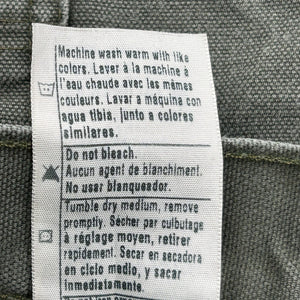 Machine wash warm with like
colors. Laver à la machine à
l'eau chaude avec les mêmes
couleurs. Lavar a máquina con
agua tibia, junto a colores
similares.
Do not bleach.
Aucun agent de blanchiment.
No usar blanqueador.
Tumble dry medium, remove
promptly. Sécher par culbutage
à réglage moyen, retirer
rapidement. Secar en secadora
en ciclo medio, y sacar
inmediatamente.